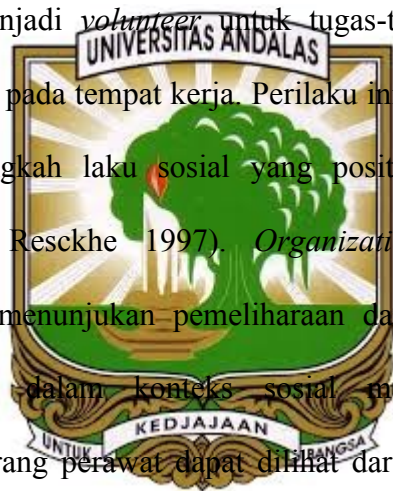 njadi volunteer untuk tugas-t
UNIVERSITAS ANDALAS
pada tempat kerja. Perilaku in
gkah laku sosial yang posit
Resckhe 1997). Organizati
menunjukan pemeliharaan da
dalam konteks sosial m
KEDJAJAAN
UNTUK BANGSA
rang perawat dapat dilihat dar